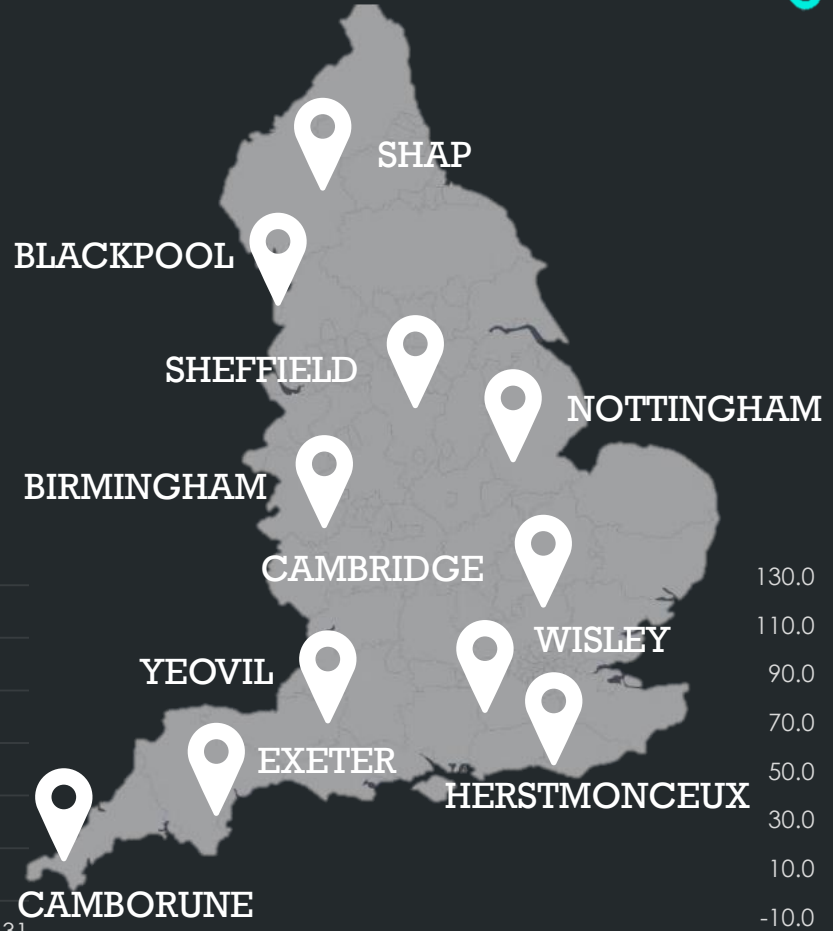 SHAP
BLACKPOOL
SHEFFIELD
NOTTINGHAM
BIRMINGHAM
CAMBRIDGE
WISLEY
YEOVIL
EXETER
HERSTMONCEUX
CAMBORUNE
130.0
110.0
90.0
70.0
50.0
30.0
10.0
-10.0
31